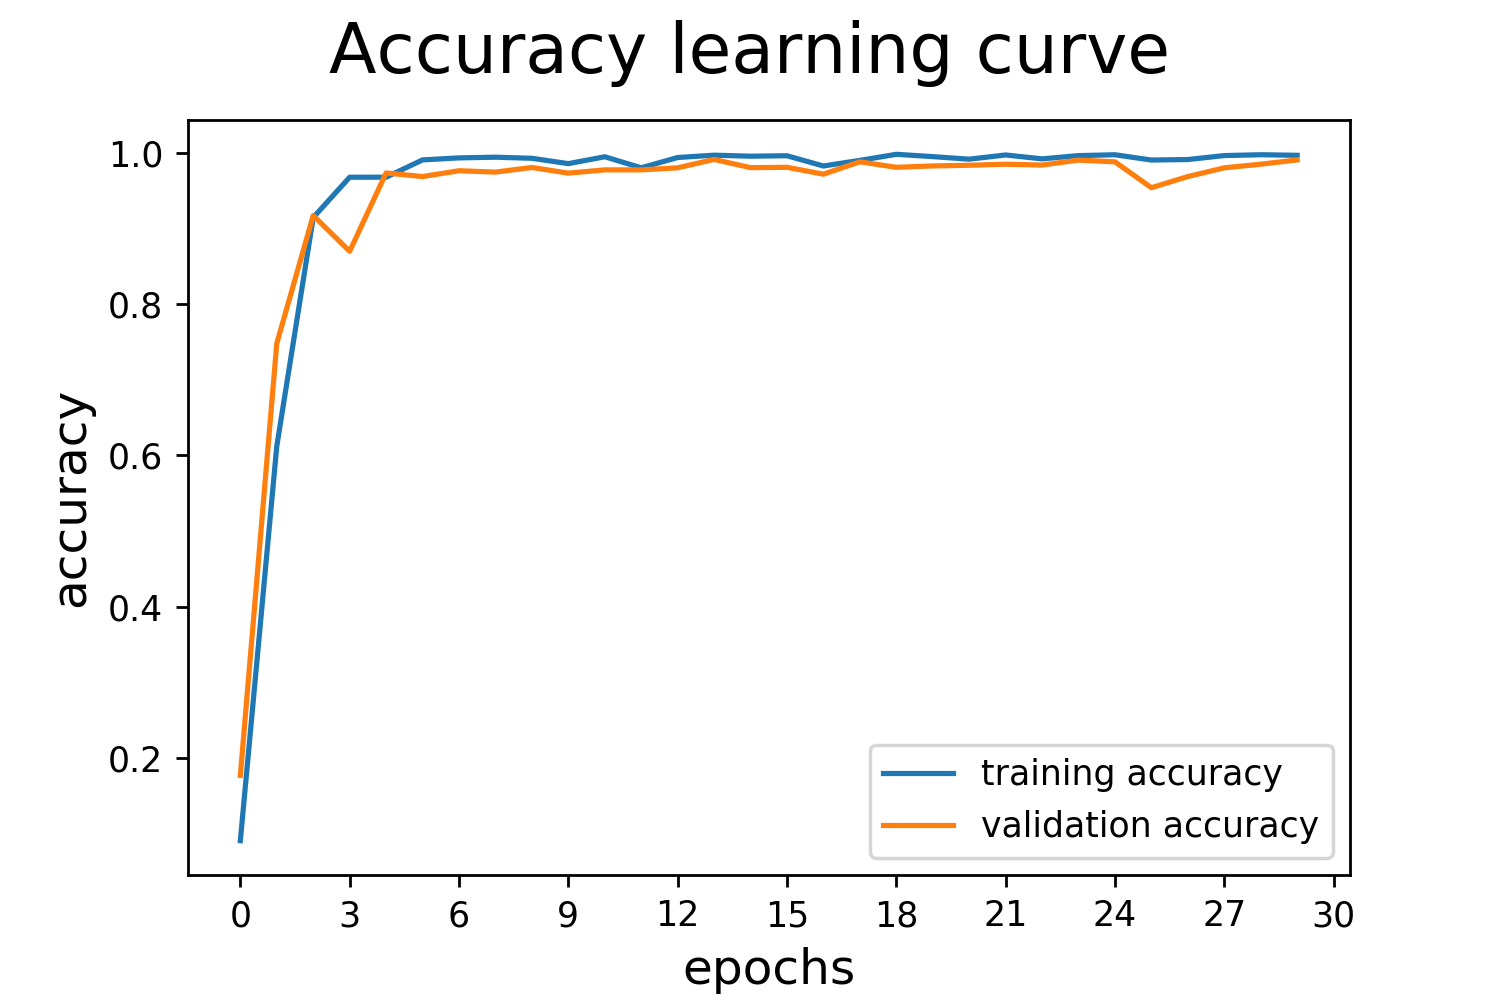 Accuracy learning curve
1.0
0.8
0.6
0.4
0.2
accuracy
training accuracy
validation accuracy
0 3 6 9 12 15 18 21 24 27 30
epochs